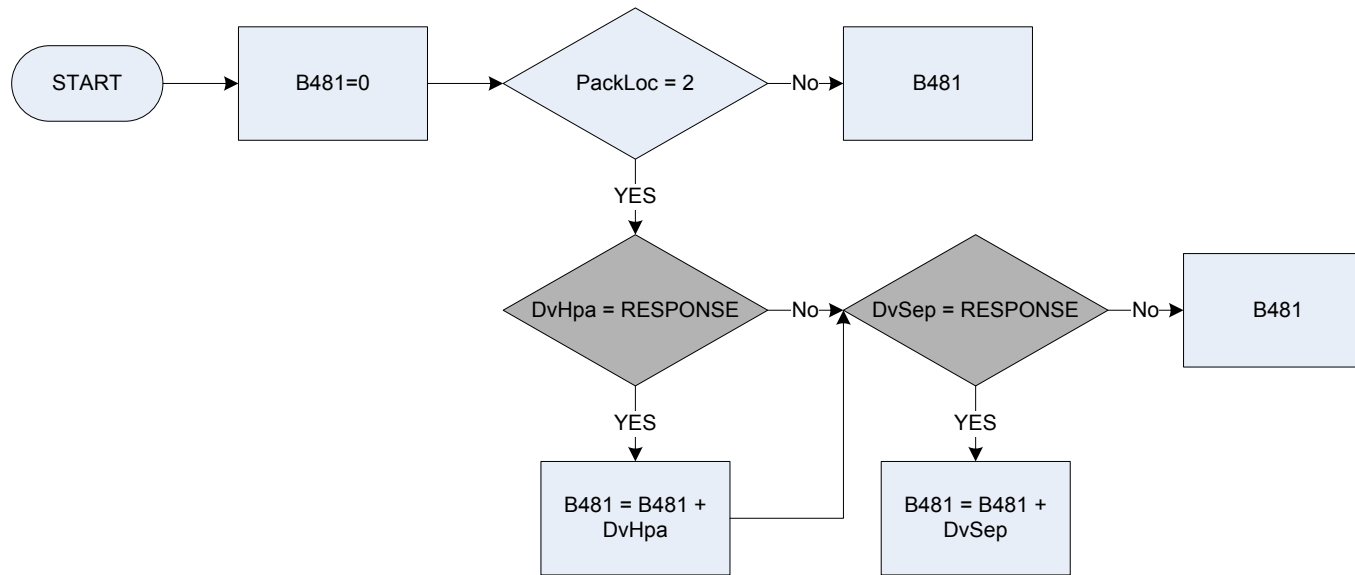 START
B481=0
PackLoc = 2
No
B481
YES
DvHpa = RESPONSE
No
DvSep = RESPONSE
No
B481
YES
YES
B481 = B481 +
DvHpa
B481 = B481 +
DvSep